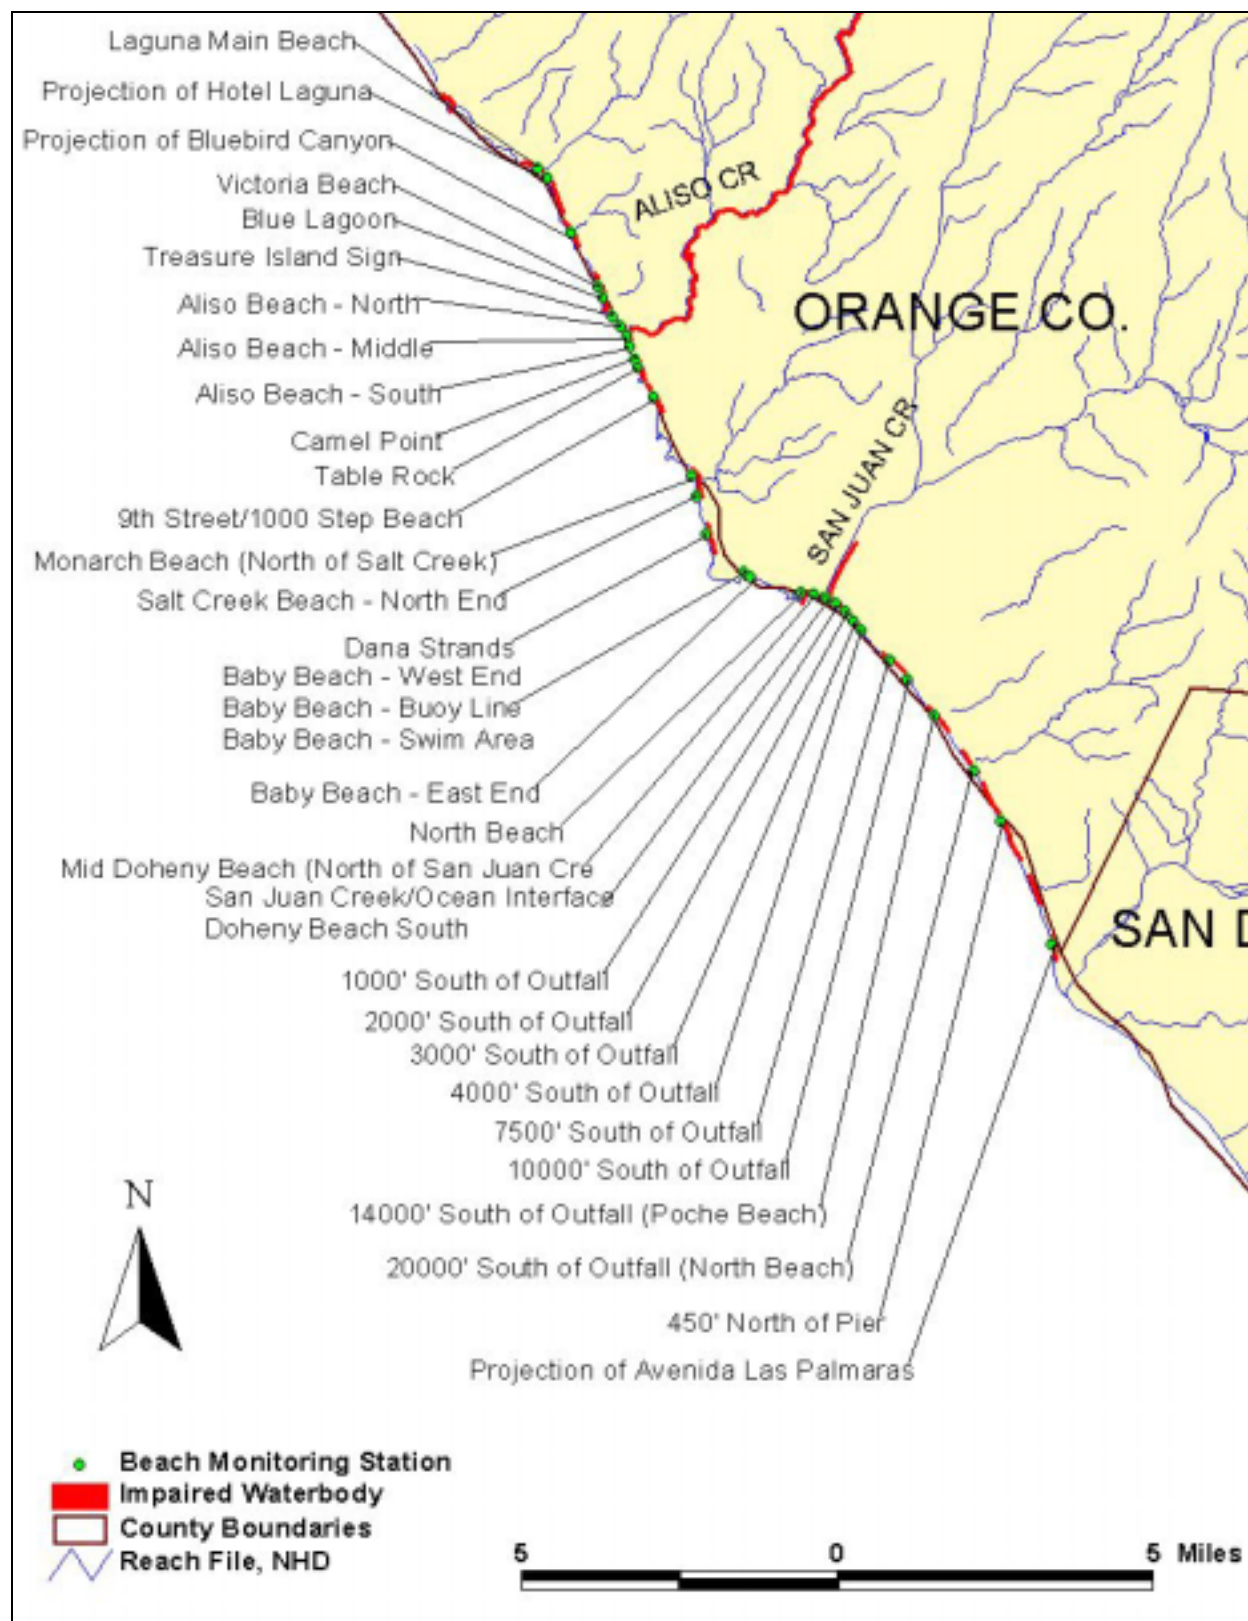 Laguna Main Beach
Projection of Hotel Laguna
Projection of Bluebird Canyon
Victoria Beach
Blue Lagoon
Treasure Island Sign
Aliso Beach - North
Aliso Beach - Middle
Aliso Beach - South
Camel Point
Table Rock
9th Street/1000 Step Beach
Monarch Beach (North of Salt Creek)
Salt Creek Beach - North End
Dana Strands
Baby Beach - West End
Baby Beach - Buoy Line
Baby Beach - Swim Area
Baby Beach - East End
North Beach
Mid Doheny Beach (North of San Juan Cre
San Juan Creek/Ocean Interface
Doheny Beach South
1000' South of Outfall
2000' South of Outfall
3000' South of Outfall
4000' South of Outfall
7500' South of Outfall
10000' South of Outfall
14000' South of Outfall (Poche Beach)
20000' South of Outfall (North Beach)
450' North of Pier
Projection of Avenida Las Palmaras
ALISO CR
ORANGE CO.
SAN JUAN CR
SAN D
N
Beach Monitoring Station
Impaired Waterbody
County Boundaries
Reach File, NHD
5 0 5 Miles